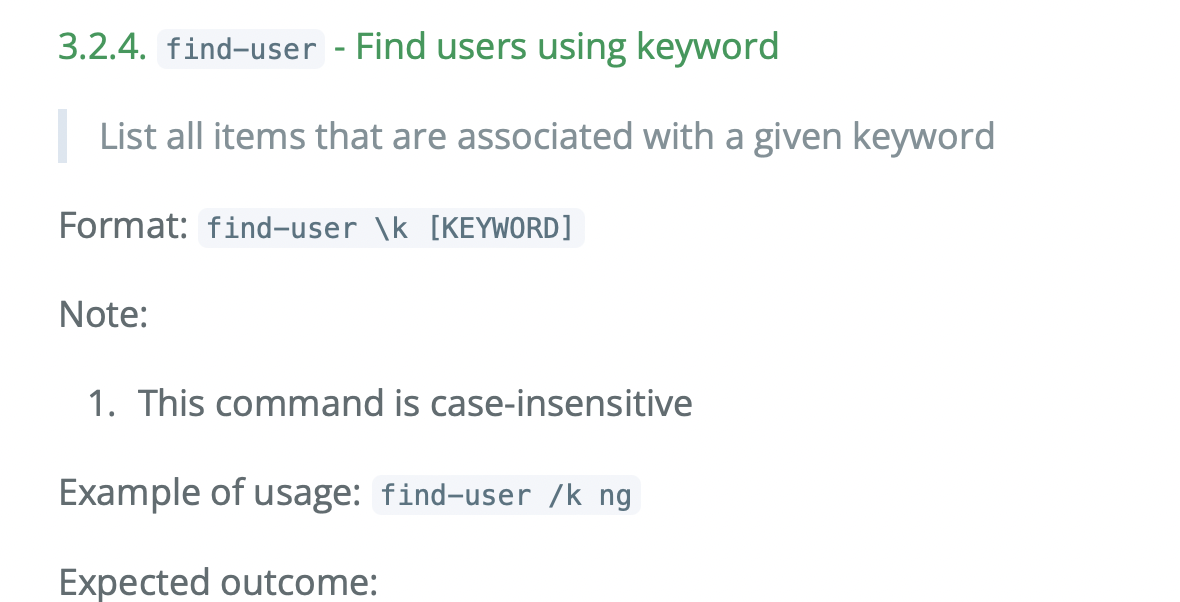 3.2.4. find-user - Find users using keyword
List all items that are associated with a given keyword
Format: find-user \k [KEYWORD]
Note:
1. This command is case-insensitive
Example of usage: find-user /k ng
Expected outcome: